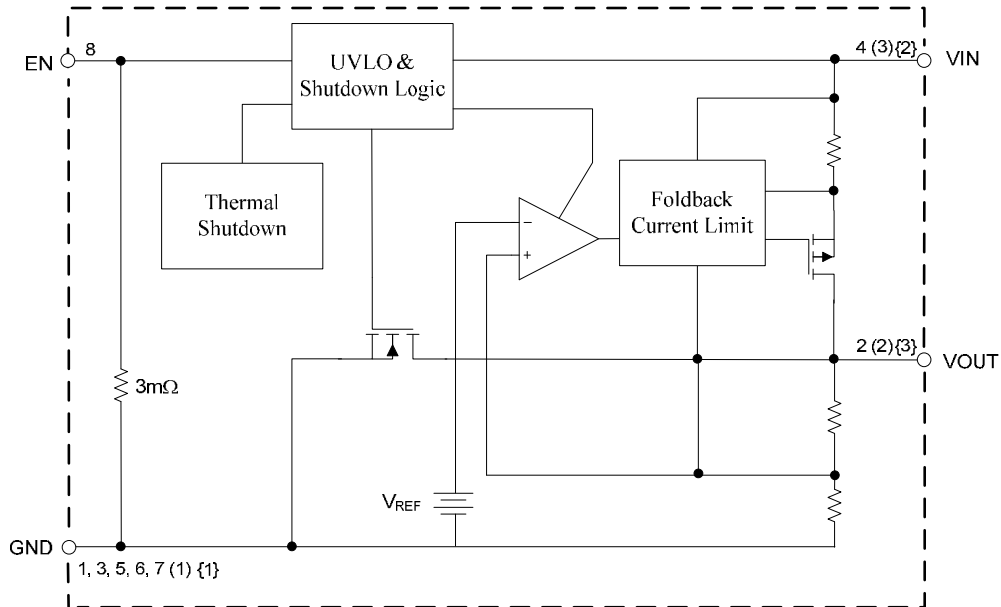 EN
8
UVLO &
Shutdown Logic
4 (3){2}
VIN
Thermal
Shutdown
Foldback
Current Limit
−
+
2 (2){3}
VOUT
3mΩ
VREF
GND
1, 3, 5, 6, 7 (1) {1}